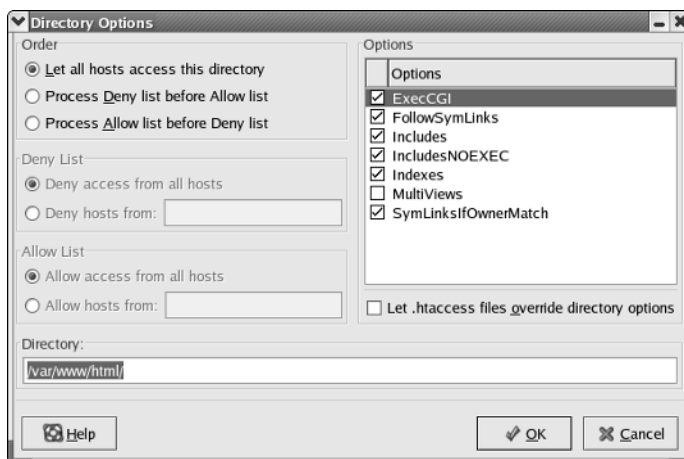 Directory Options
Order
Let all hosts access this directory
Process Deny list before Allow list
Process Allow list before Deny list
Deny List
Deny access from all hosts
Deny hosts from:
Allow List
Allow access from all hosts
Allow hosts from:
Options
Options
ExecCGI
FollowSymLinks
Includes
IncludesNOEXEC
Indexes
MultiViews
SymLinksIfOwnerMatch
Let .htaccess files override directory options
Directory:
/var/www/html/
Help
OK
Cancel